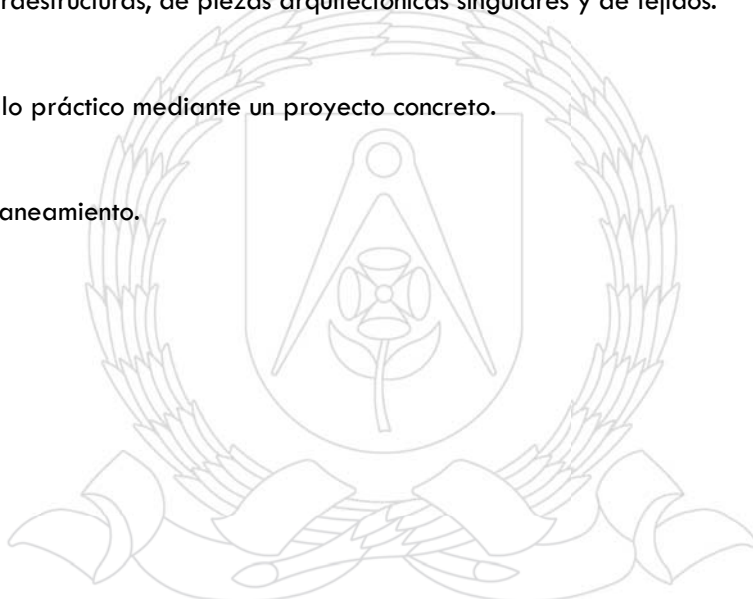 raestructuras, de piezas arquitectónicas singulares y de tejidos.
lo práctico mediante un proyecto concreto.
aneamiento.